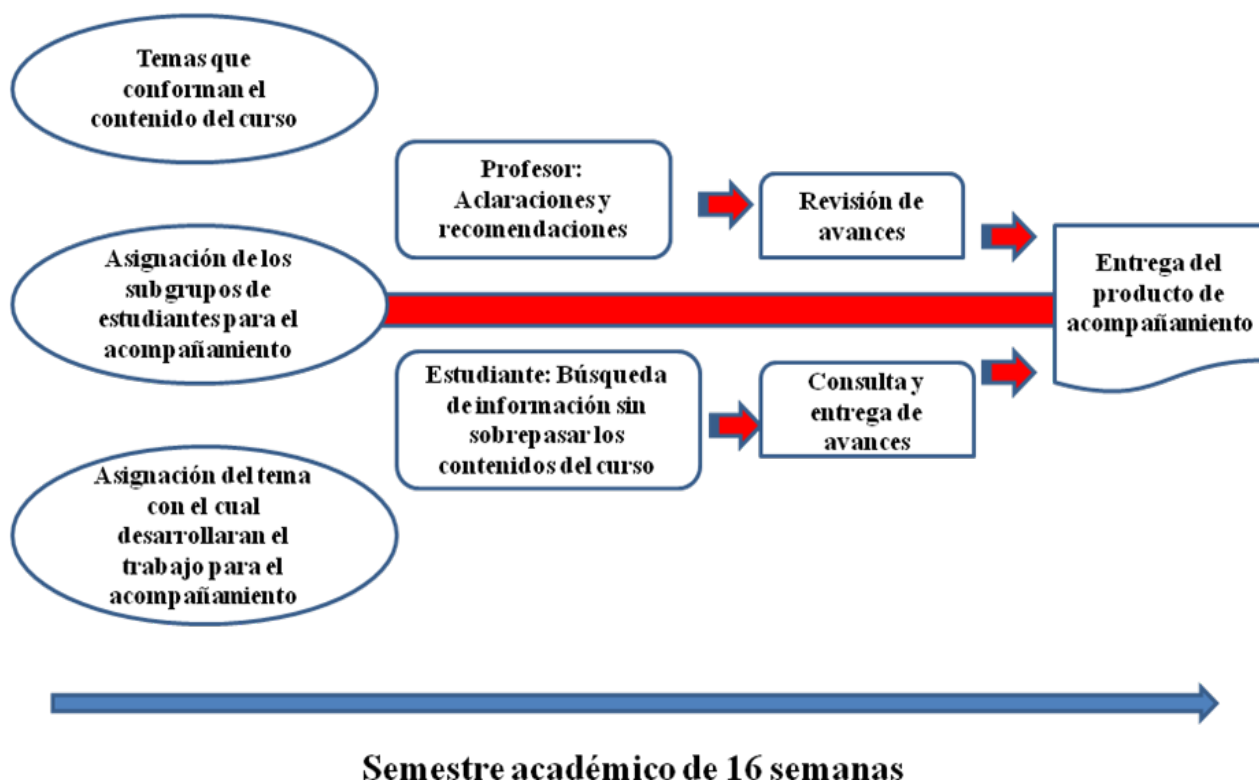 Temas que
conforman el
contenido del curso
Profesor:
Aclaraciones y
recomendaciones
Revisión de
avances
Asignación de los
subgrupos de
estudiantes para el
acompañamiento
Entrega del
producto de
acompañamiento
Estudiante: Búsqueda
de información sin
sobrepasar los
contenidos del curso
Consulta y
entrega de
avances
Asignación del tema
con el cual
desarrollaran el
trabajo para el
acompañamiento
Semestre académico de 16 semanas